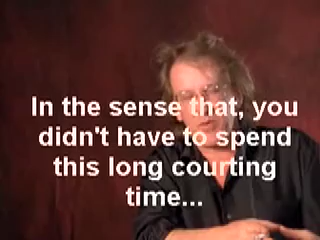 In the sense that, you
didn't have to spend
this long courting
time...